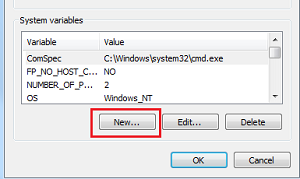 System variables
Variable Value
ComSpec C:\Windows\system32\cmd.exe
FP_NO_HOST_C... NO
NUMBER_OF_P... 2
OS Windows_NT
New... Edit... Delete
OK Cancel